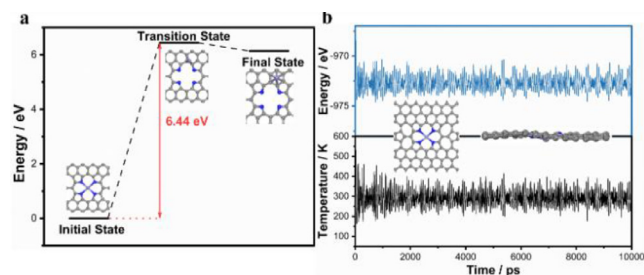 a
Energy / eV
6
4
2
0
Transition State
Final State
6.44 eV
Initial State
b
Energy / eV
-970
-975
600
Temperature / K
500
400
300
200
100
0
2000
4000
6000
8000
1000
Time / ps